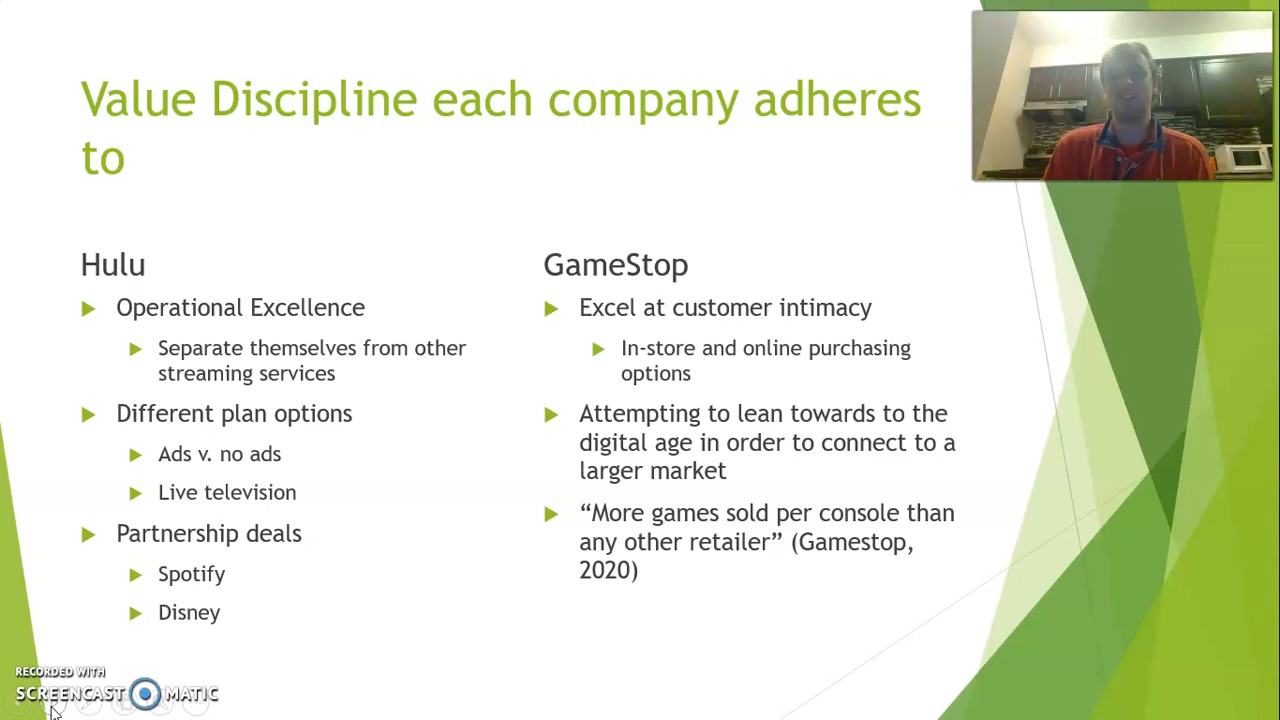 Value Discipline each company adheres
to
Hulu
Operational Excellence
Separate themselves from other
streaming services
Different plan options
Ads v. no ads
Live television
Partnership deals
Spotify
Disney
GameStop
Excel at customer intimacy
In-store and online purchasing
options
Attempting to lean towards to the
digital age in order to connect to a
larger market
“More games sold per console than
any other retailer” (Gamestop,
2020)
RECORDED WITH
SCREENCAST MATIC